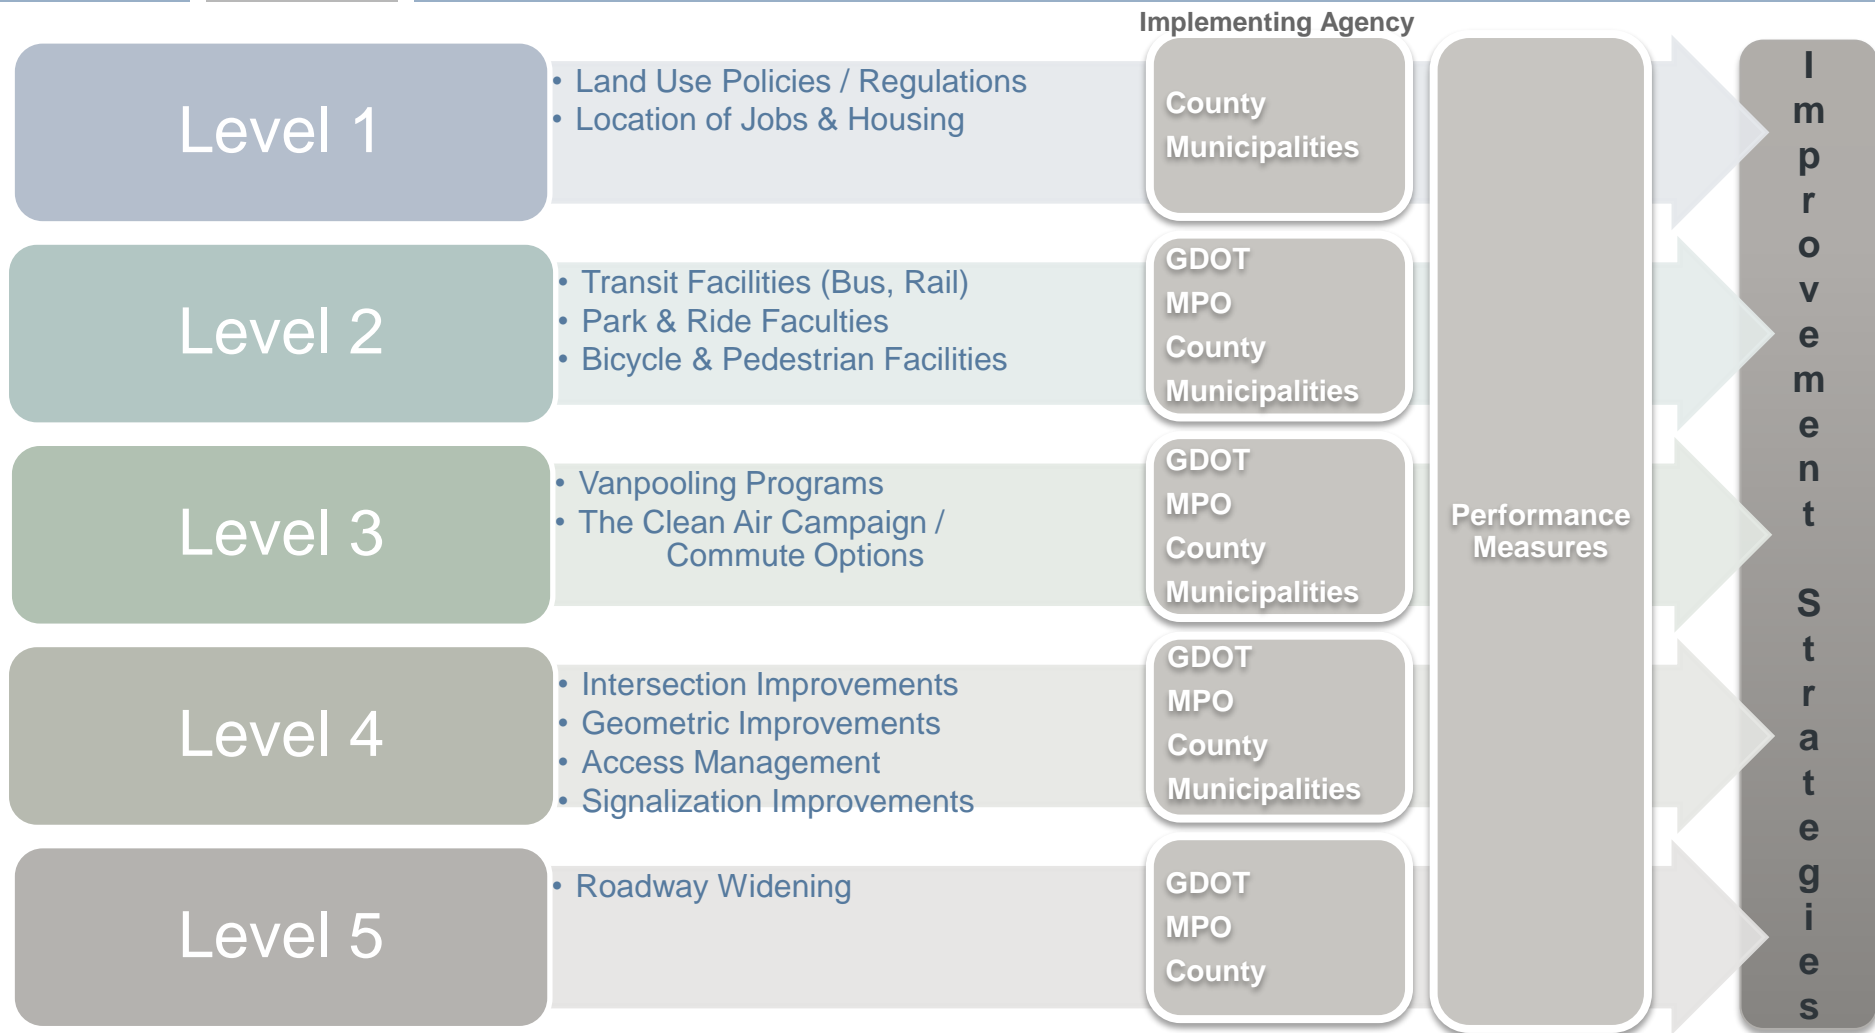 Implementing Agency
Level 1
• Land Use Policies / Regulations
• Location of Jobs & Housing
County
Municipalities
Level 2
• Transit Facilities (Bus, Rail)
• Park & Ride Faculties
• Bicycle & Pedestrian Facilities
GDOT
MPO
County
Municipalities
Level 3
• Vanpooling Programs
• The Clean Air Campaign /
Commute Options
GDOT
MPO
County
Municipalities
Level 4
• Intersection Improvements
• Geometric Improvements
• Access Management
• Signalization Improvements
GDOT
MPO
County
Municipalities
Level 5
• Roadway Widening
GDOT
MPO
County
Performance
Measures
Improvement Strategies